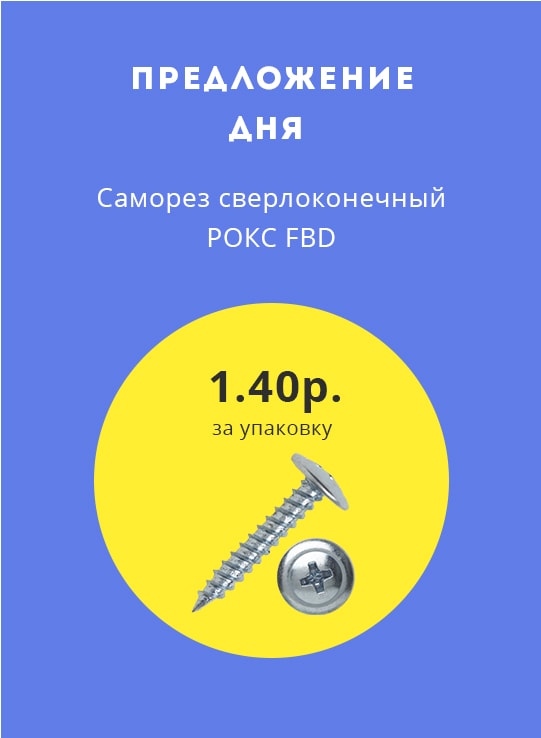 ПРЕДЛОЖЕНИЕ
ДНЯ
Саморез сверлоконечный
РОКС FBD
1.40р.
за упаковку